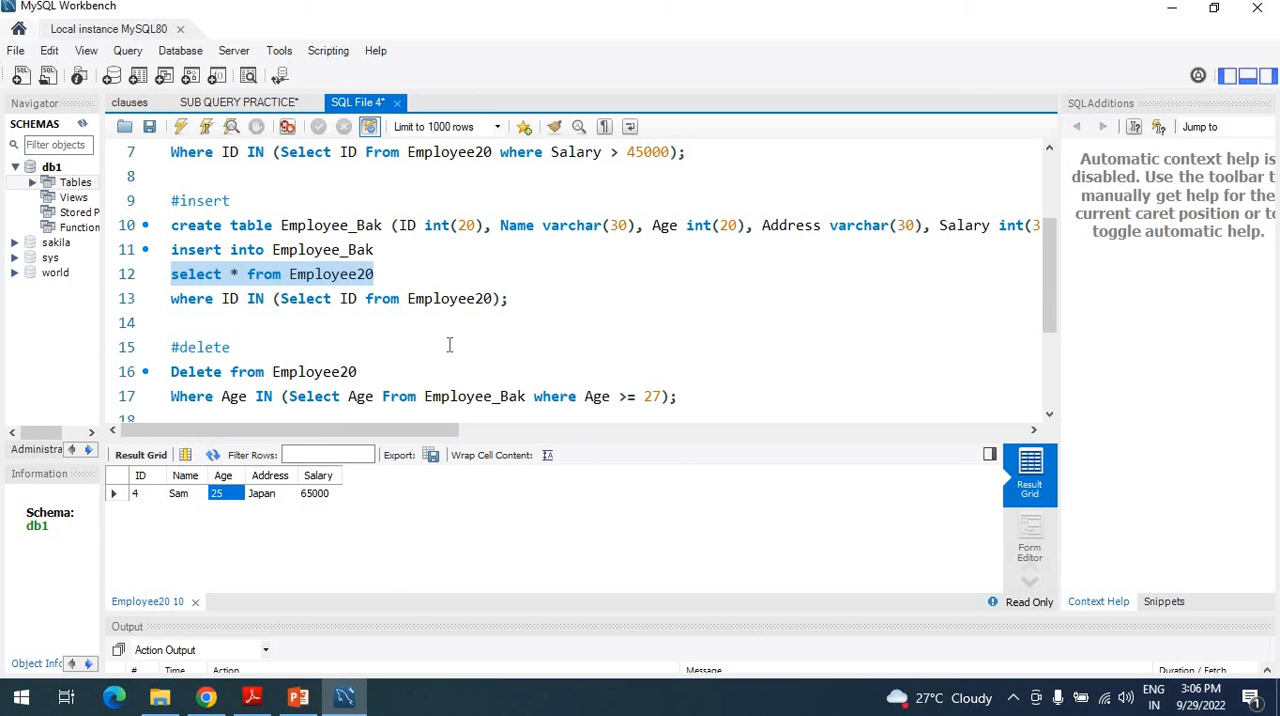 MySQL Workbench
Local instance MySQL80
File Edit View Query Database Server Tools Scripting Help
Navigator
SCHEMAS
Filter objects
db1
Tables
Views
Stored P
Function
sakila
sys
world
Administra
Information
Schema:
db1
Object Info
clauses SUB QUERY PRACTICE* SQL File 4*
Limit to 1000 rows
7 Where ID IN (Select ID From Employee20 where Salary > 45000);
8
9 #insert
10 create table Employee_Bak (ID int(20), Name varchar(30), Age int(20), Address varchar(30), Salary int(3
11 insert into Employee_Bak
12 select * from Employee20
13 where ID IN (Select ID from Employee20);
14
15 #delete
16 Delete from Employee20
17 Where Age IN (Select Age From Employee_Bak where Age >= 27);
18
Result Grid Filter Rows: Export: Wrap Cell Content:
ID Name Age Address Salary
4 Sam 25 Japan 65000
Result
Grid
Form
Editor
Employee20 10
Read Only
Output
Action Output
# Time Action Message Duration / Fetch
SQLAdditions
Jump to
Automatic context help is
disabled. Use the toolbar t
manually get help for the
current caret position or to
toggle automatic help.
Context Help Snippets
27°C Cloudy
ENG
IN
3:06 PM
9/29/2022
1